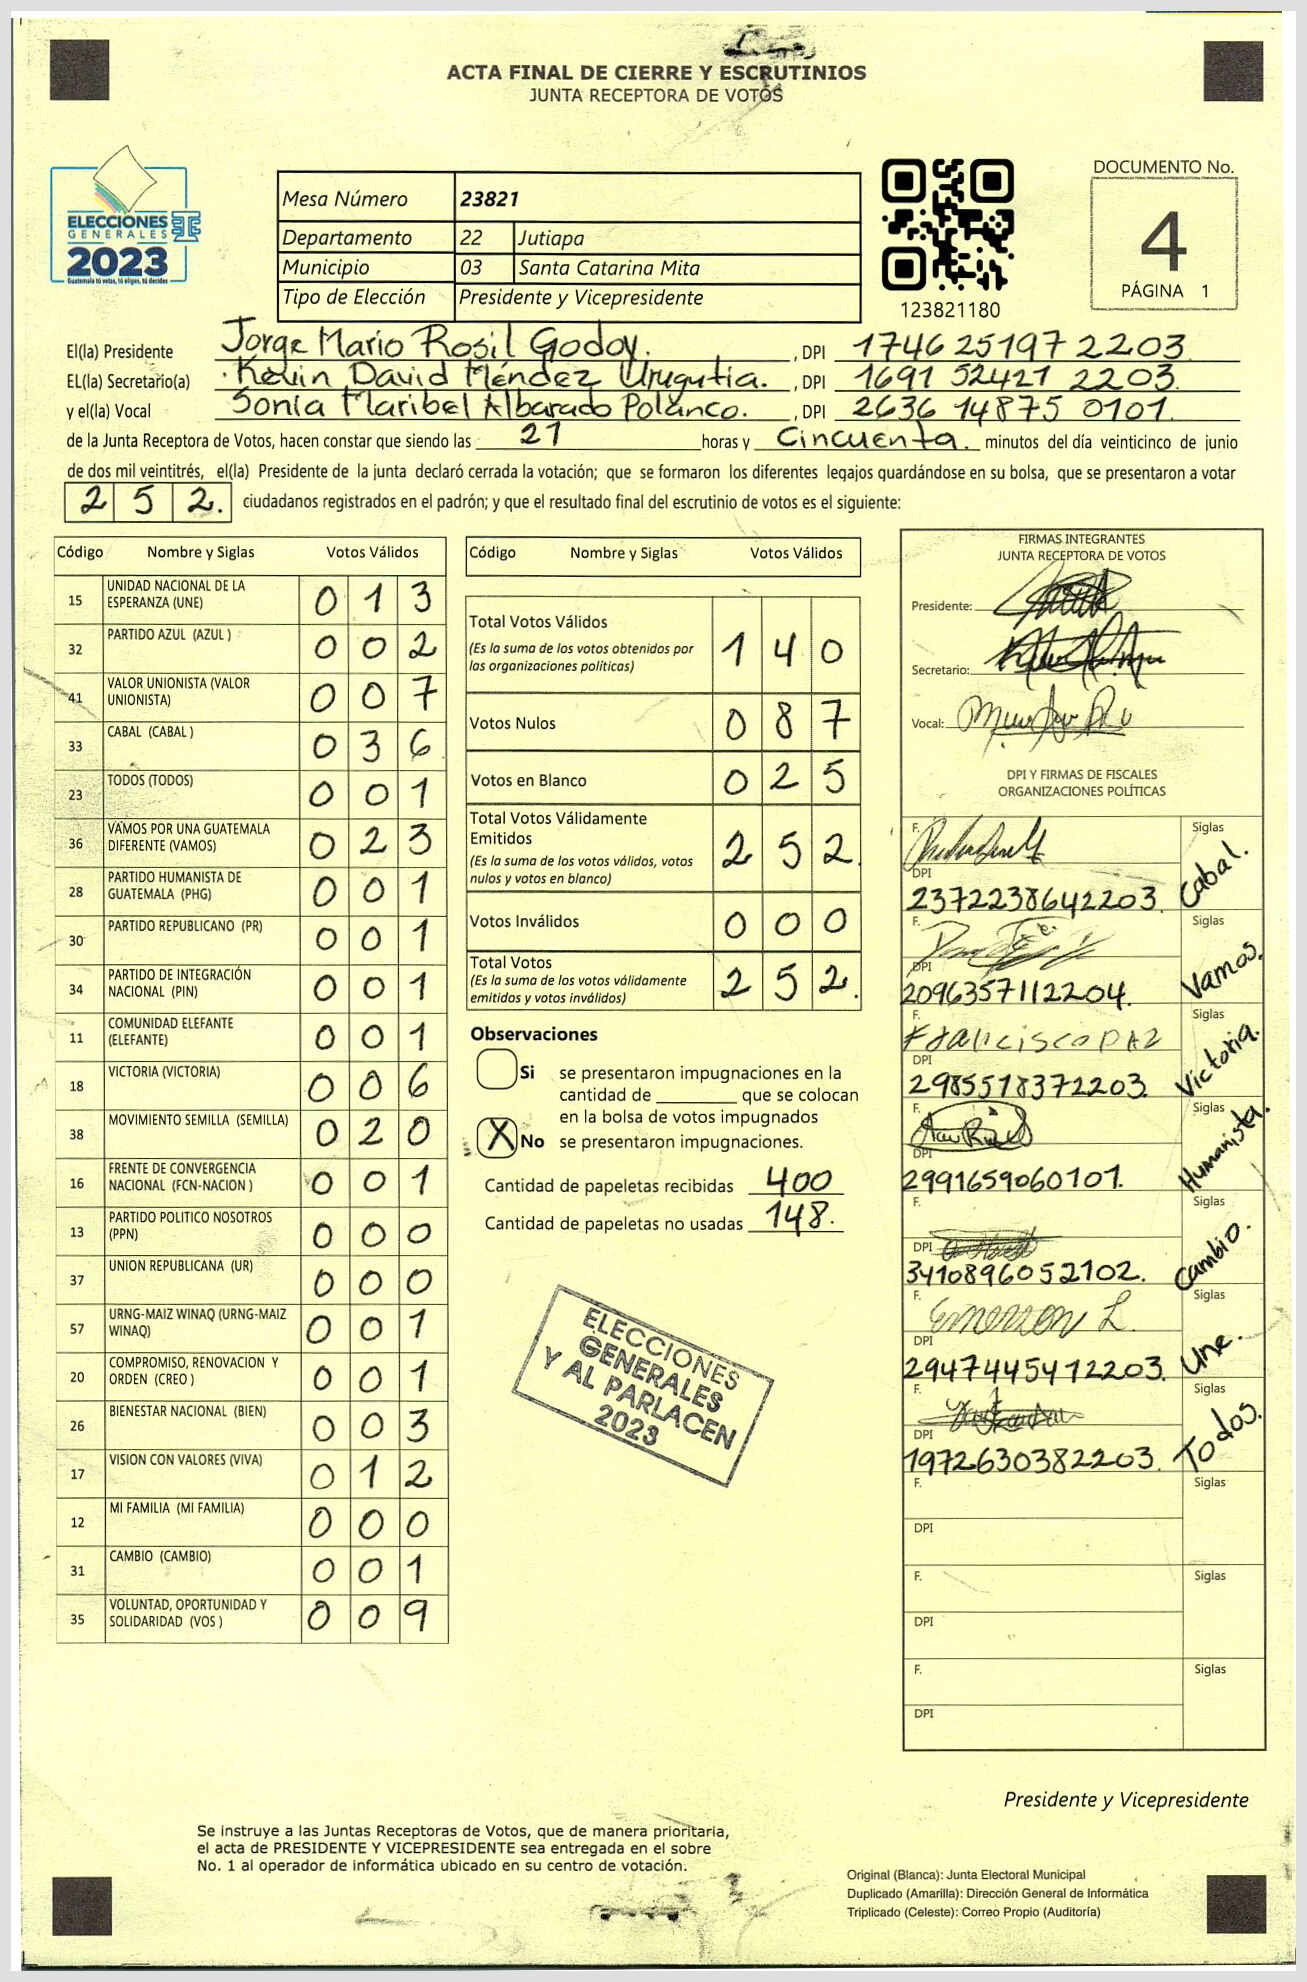 ACTA FINAL DE CIERRE Y ESCRUTINIOS
JUNTA RECEPTORA DE VOTOS
ELECCIONES
GENERALES
2023
Guatemala tú votas, tú eliges, tú decides
Mesa Número 23821
Departamento 22 Jutiapa
Municipio 03 Santa Catarina Mita
Tipo de Elección Presidente y Vicepresidente
123821180
DOCUMENTO No.
4
PÁGINA 1
El(la) Presidente Jorge Mario Rosil Godoy. , DPI 1746 25197 2203
EL(la) Secretario(a) Kevin David Méndez Urugutia. , DPI 1691 52421 2203.
y el(la) Vocal Sonia Maribel Albarado Polanco. , DPI 2636 14875 0101.
de la Junta Receptora de Votos, hacen constar que siendo las 21 horas y Cincuenta. minutos del día veinticinco de junio
de dos mil veintitrés, el(la) Presidente de la junta declaró cerrada la votación; que se formaron los diferentes legajos guardándose en su bolsa, que se presentaron a votar
252. ciudadanos registrados en el padrón; y que el resultado final del escrutinio de votos es el siguiente:
Código Nombre y Siglas Votos Válidos
15 UNIDAD NACIONAL DE LA ESPERANZA (UNE) 0 1 3
32 PARTIDO AZUL (AZUL ) 0 0 2
41 VALOR UNIONISTA (VALOR UNIONISTA) 0 0 7
33 CABAL (CABAL ) 0 3 6
23 TODOS (TODOS) 0 0 1
36 VAMOS POR UNA GUATEMALA DIFERENTE (VAMOS) 0 2 3
28 PARTIDO HUMANISTA DE GUATEMALA (PHG) 0 0 1
30 PARTIDO REPUBLICANO (PR) 0 0 1
34 PARTIDO DE INTEGRACIÓN NACIONAL (PIN) 0 0 1
11 COMUNIDAD ELEFANTE (ELEFANTE) 0 0 1
18 VICTORIA (VICTORIA) 0 0 6
38 MOVIMIENTO SEMILLA (SEMILLA) 0 2 0
16 FRENTE DE CONVERGENCIA NACIONAL (FCN-NACION ) 0 0 1
13 PARTIDO POLITICO NOSOTROS (PPN) 0 0 0
37 UNION REPUBLICANA (UR) 0 0 0
57 URNG-MAIZ WINAQ (URNG-MAIZ WINAQ) 0 0 1
20 COMPROMISO, RENOVACION Y ORDEN (CREO ) 0 0 1
26 BIENESTAR NACIONAL (BIEN) 0 0 3
17 VISION CON VALORES (VIVA) 0 1 2
12 MI FAMILIA (MI FAMILIA) 0 0 0
31 CAMBIO (CAMBIO) 0 0 1
35 VOLUNTAD, OPORTUNIDAD Y SOLIDARIDAD (VOS ) 0 0 9
Código Nombre y Siglas Votos Válidos
Total Votos Válidos 1 4 0
(Es la suma de los votos obtenidos por
las organizaciones políticas)
Votos Nulos 0 8 7
Votos en Blanco 0 2 5
Total Votos Válidamente
Emitidos 2 5 2.
(Es la suma de los votos válidos, votos
nulos y votos en blanco)
Votos Inválidos 0 0 0
Total Votos 2 5 2.
(Es la suma de los votos válidamente
emitidos y votos inválidos)
Observaciones
Si se presentaron impugnaciones en la
cantidad de ________ que se colocan
en la bolsa de votos impugnados
X No se presentaron impugnaciones.
Cantidad de papeletas recibidas 400
Cantidad de papeletas no usadas 148.
ELECCIONES
GENERALES
Y AL PARLACEN
2023
FIRMAS INTEGRANTES
JUNTA RECEPTORA DE VOTOS
Presidente:
Secretario:
Vocal:
DPI Y FIRMAS DE FISCALES
ORGANIZACIONES POLÍTICAS
F. Siglas
DPI 2372238642203. Cabal.
F. Siglas
DPI 2096357112204. Vamos.
F. Siglas
DPI 2985518372203. Victoria.
F. Siglas
DPI 2991659060101. Humanista.
F. Siglas
DPI 3410896052102. Cambio.
F. Emerson L. Siglas
DPI 2947445412203. Une.
F. Siglas
DPI 1972630382203. Todos.
F. Siglas
DPI
F. Siglas
DPI
F. Siglas
DPI
Presidente y Vicepresidente
Se instruye a las Juntas Receptoras de Votos, que de manera prioritaria,
el acta de PRESIDENTE Y VICEPRESIDENTE sea entregada en el sobre
No. 1 al operador de informática ubicado en su centro de votación.
Original (Blanca): Junta Electoral Municipal
Duplicado (Amarilla): Dirección General de Informática
Triplicado (Celeste): Correo Propio (Auditoría)